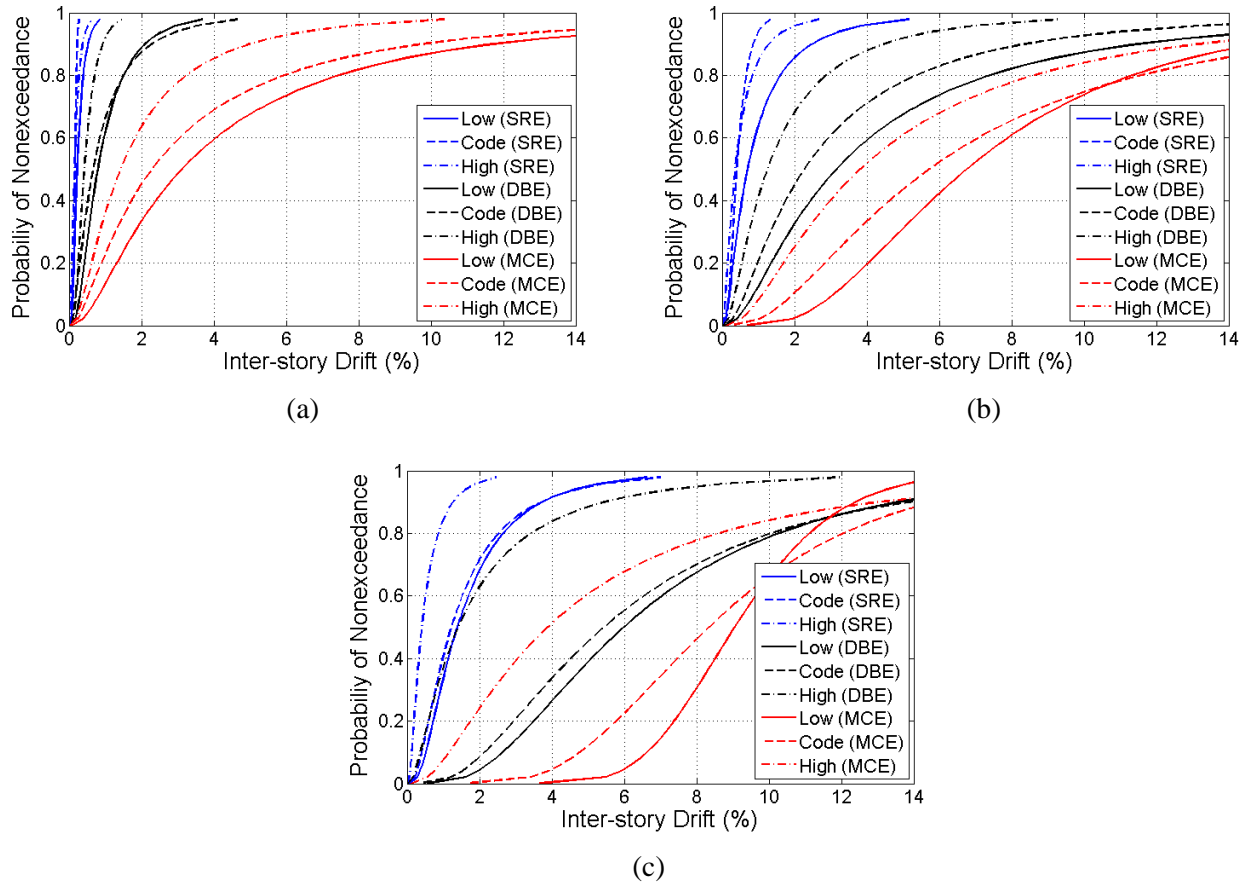 Probabiliy of Nonexceedance
1
0.8
0.6
0.4
0.2
0
Low (SRE)
Code (SRE)
High (SRE)
Low (DBE)
Code (DBE)
High (DBE)
Low (MCE)
Code (MCE)
High (MCE)
0 2 4 6 8 10 12 14
Inter-story Drift (%)
(a)
Probabiliy of Nonexceedance
1
0.8
0.6
0.4
0.2
0
Low (SRE)
Code (SRE)
High (SRE)
Low (DBE)
Code (DBE)
High (DBE)
Low (MCE)
Code (MCE)
High (MCE)
0 2 4 6 8 10 12 14
Inter-story Drift (%)
(b)
Probabiliy of Nonexceedance
1
0.8
0.6
0.4
0.2
0
Low (SRE)
Code (SRE)
High (SRE)
Low (DBE)
Code (DBE)
High (DBE)
Low (MCE)
Code (MCE)
High (MCE)
0 2 4 6 8 10 12 14
Inter-story Drift (%)
(c)